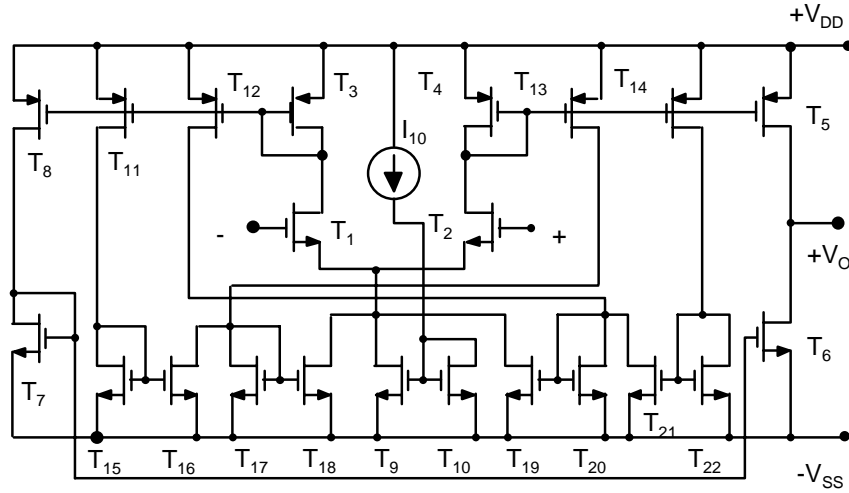 +V_DD
T_12
T_3
T_4
T_13
T_14
I_10
T_5
T_8
T_11
-
T_1
T_2
+
+V_O
T_6
T_7
T_21
T_15
T_16
T_17
T_18
T_9
T_10
T_19
T_20
T_22
-V_SS